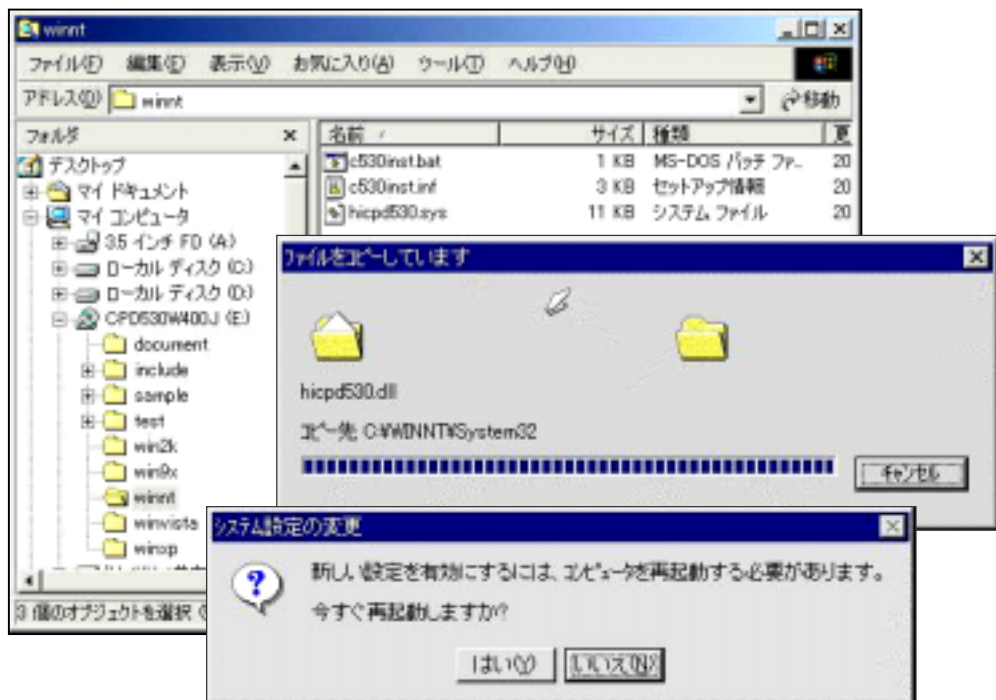 winnt
ファイル(F) 編集(E) 表示(V) お気に入り(A) ツール(T) ヘルプ(H)
アドレス(D) winnt 移動
フォルダ ×
デスクトップ
マイ ドキュメント
マイ コンピュータ
3.5 インチ FD (A:)
ローカル ディスク (C:)
ローカル ディスク (D:)
CPD530W400J (E:)
document
include
sample
test
win2k
win9x
winnt
winvista
winxp
名前 サイズ 種類 更
c530inst.bat 1 KB MS-DOS バッチ ファ... 20
c530inst.inf 3 KB セットアップ情報 20
hicpd530.sys 11 KB システム ファイル 20
3 個のオブジェクトを選択
ファイルをコピーしています
hicpd530.dll
コピー先 C:¥WINNT¥System32
キャンセル
システム設定の変更
新しい設定を有効にするには、コンピュータを再起動する必要があります。
今すぐ再起動しますか?
はい(Y) いいえ(N)